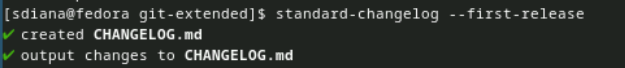 [sdiana@fedora git-extended]$ standard-changelog --first-release
✔ created CHANGELOG.md
✔ output changes to CHANGELOG.md